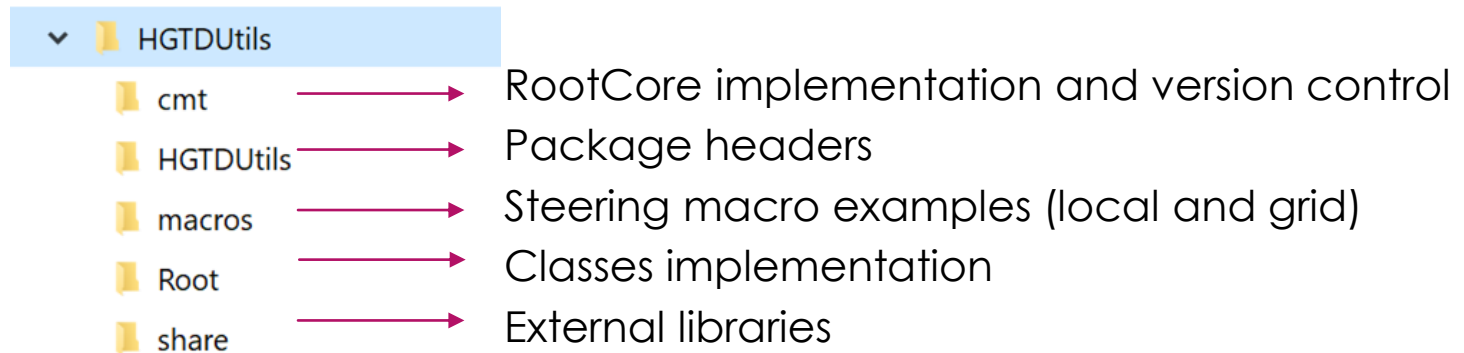 HGTDUtils
cmt RootCore implementation and version control
HGTDUtils Package headers
macros Steering macro examples (local and grid)
Root Classes implementation
share External libraries